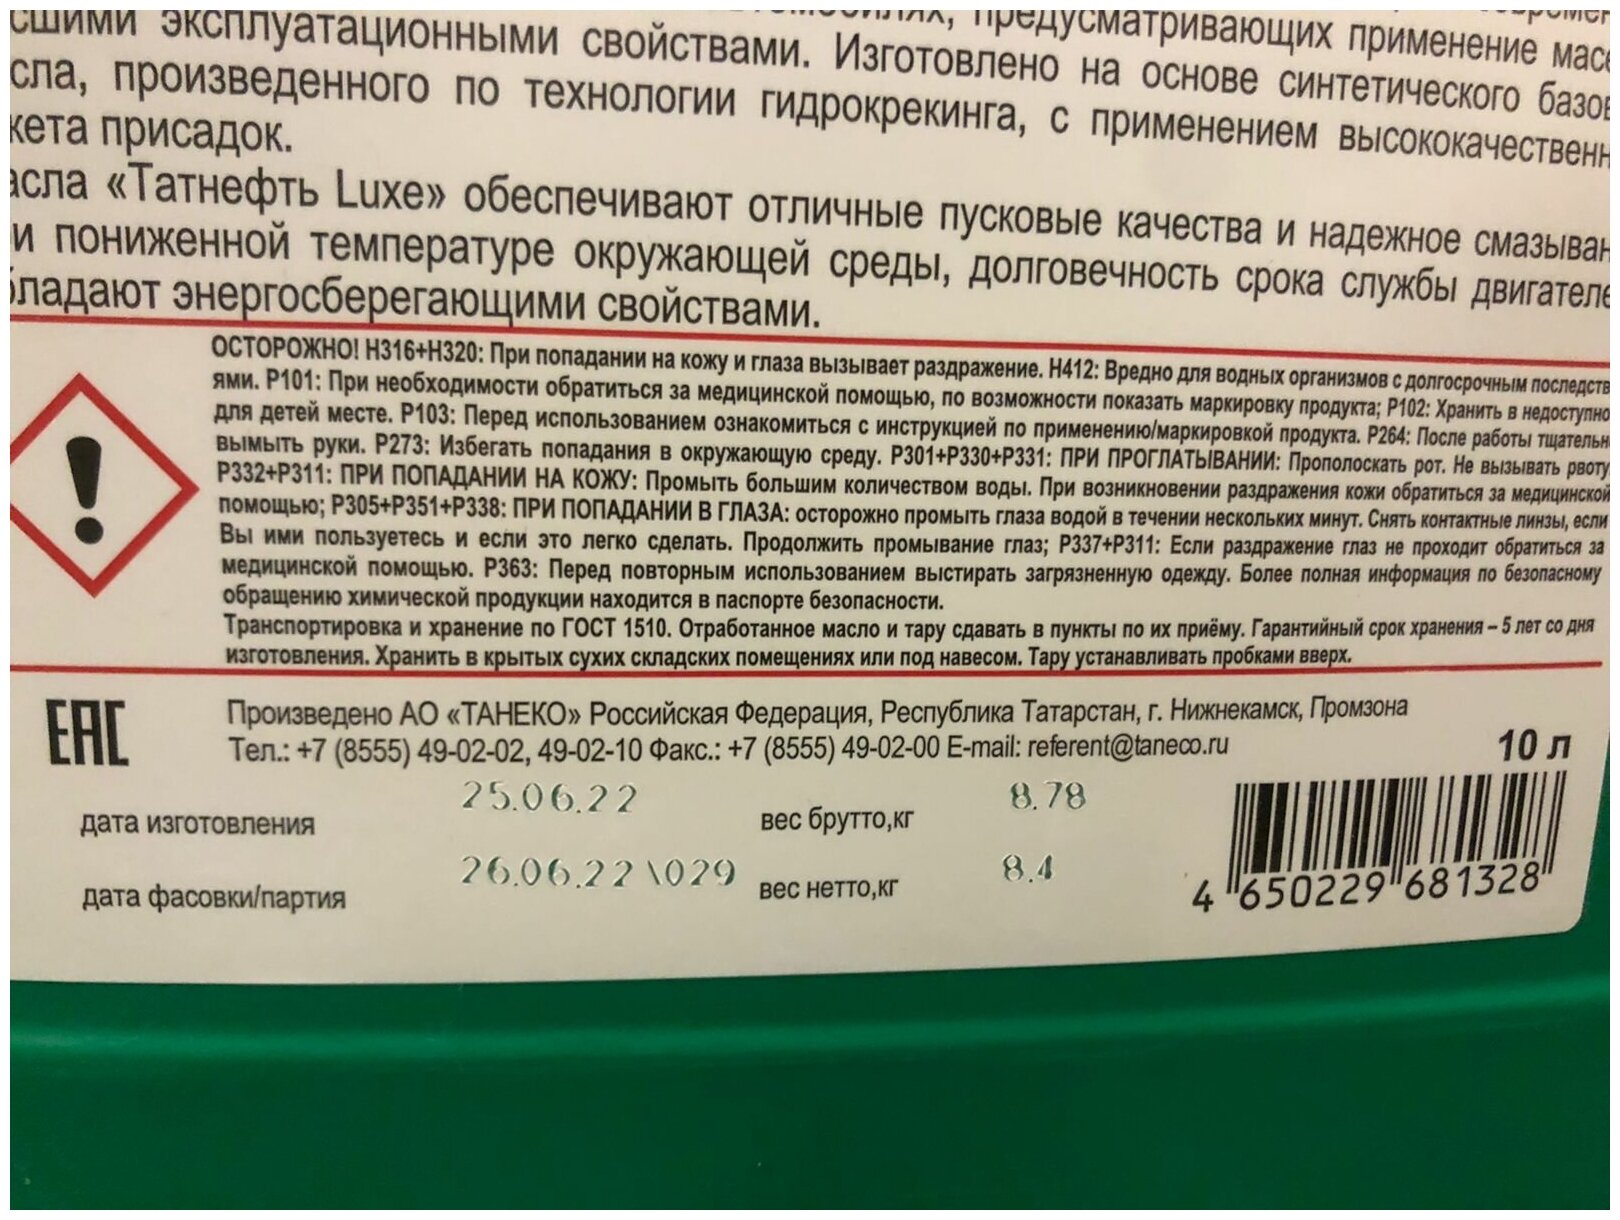 предусматривающих применение
эксплуатационными свойствами. Изготовлено на основе синтетического
произведенного по технологии гидрокрекинга, с применением
присадок.
«Татнефть Luxe» обеспечивают отличные пусковые качества и надежное
пониженной температуре окружающей среды, долговечность срока службы
энергосберегающими свойствами.
ОСТОРОЖНО! H316+H320: При попадании на кожу и глаза вызывает раздражение. H412: Вредно для водных организмов с долгосрочным последств
ями. P101: При необходимости обратиться за медицинской помощью, по возможности показать маркировку продукта; P102: Хранить в недоступно
для детей месте. P103: Перед использованием ознакомиться с инструкцией по применению/маркировкой продукта. P264: После работы тщательн
вымыть руки. P273: Избегать попадания в окружающую среду. P301+P330+P331: ПРИ ПРОГЛАТЫВАНИИ: Прополоскать рот. Не вызывать рвоту
P332+P311: ПРИ ПОПАДАНИИ НА КОЖУ: Промыть большим количеством воды. При возникновении раздражения кожи обратиться за медицинской
помощью; P305+P351+P338: ПРИ ПОПАДАНИИ В ГЛАЗА: осторожно промыть глаза водой в течении нескольких минут. Снять контактные линзы, если
Вы ими пользуетесь и если это легко сделать. Продолжить промывание глаз; P337+P311: Если раздражение глаз не проходит обратиться за
медицинской помощью. P363: Перед повторным использованием выстирать загрязненную одежду. Более полная информация по безопасному
обращению химической продукции находится в паспорте безопасности.
Транспортировка и хранение по ГОСТ 1510. Отработанное масло и тару сдавать в пункты по их приёму. Гарантийный срок хранения – 5 лет со дня
изготовления. Хранить в крытых сухих складских помещениях или под навесом. Тару устанавливать пробками вверх.
EAC
Произведено АО «ТАНЕКО» Российская Федерация, Республика Татарстан, г. Нижнекамск, Промзона
Тел.: +7 (8555) 49-02-02, 49-02-10 Факс.: +7 (8555) 49-02-00 E-mail: referent@taneco.ru
10 л
дата изготовления 25.06.22 вес брутто,кг 8.78
дата фасовки/партия 26.06.22 \029 вес нетто,кг 8.4
4 650229 681328